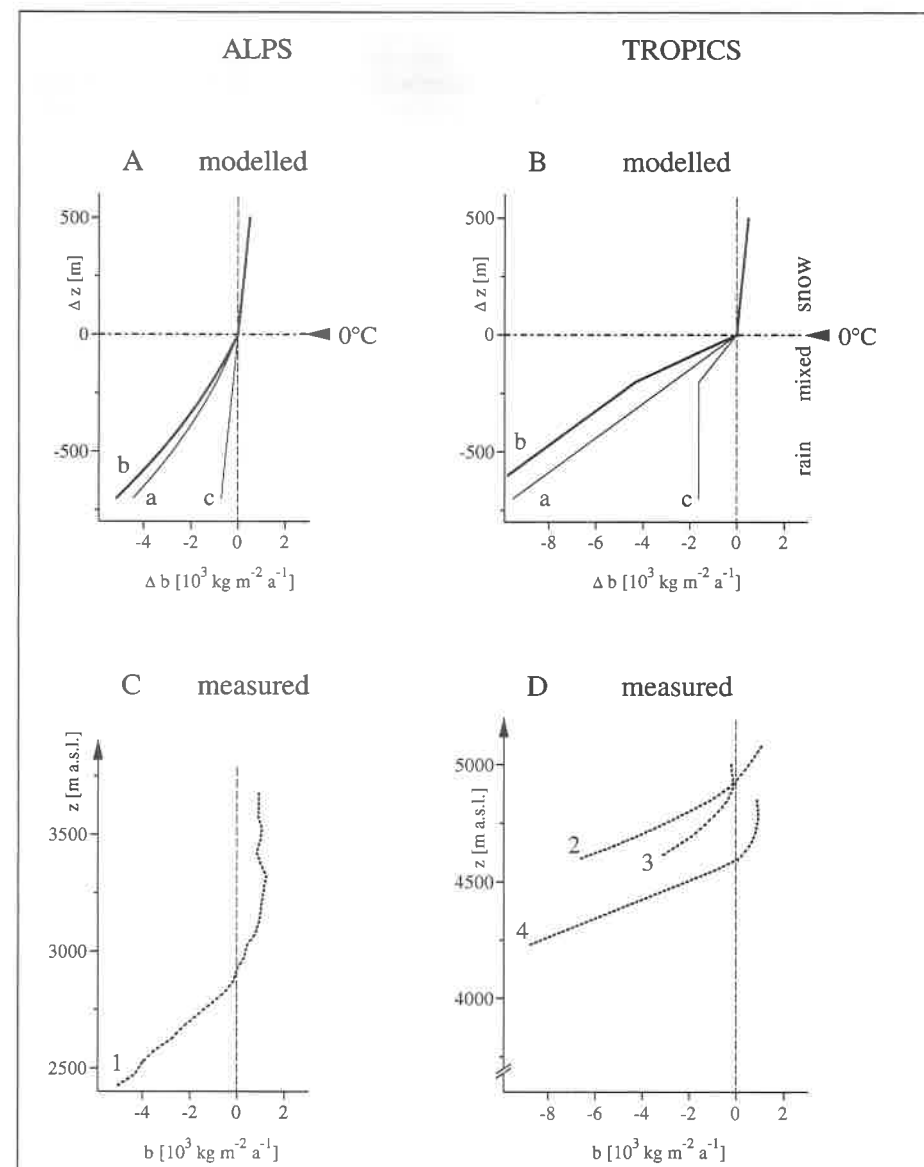 ALPS
TROPICS
A modelled
B modelled
500
0
-500
Δ z [m]
0°C
b
a
c
-4 -2 0 2
Δ b [10³ kg m⁻² a⁻¹]
500
0
-500
Δ z [m]
snow
mixed
rain
0°C
b
a
c
-8 -6 -4 -2 0 2
Δ b [10³ kg m⁻² a⁻¹]
C measured
D measured
z [m a.s.l.]
3500
3000
2500
1
-4 -2 0 2
b [10³ kg m⁻² a⁻¹]
z [m a.s.l.]
5000
4500
4000
2
3
4
-8 -6 -4 -2 0 2
b [10³ kg m⁻² a⁻¹]